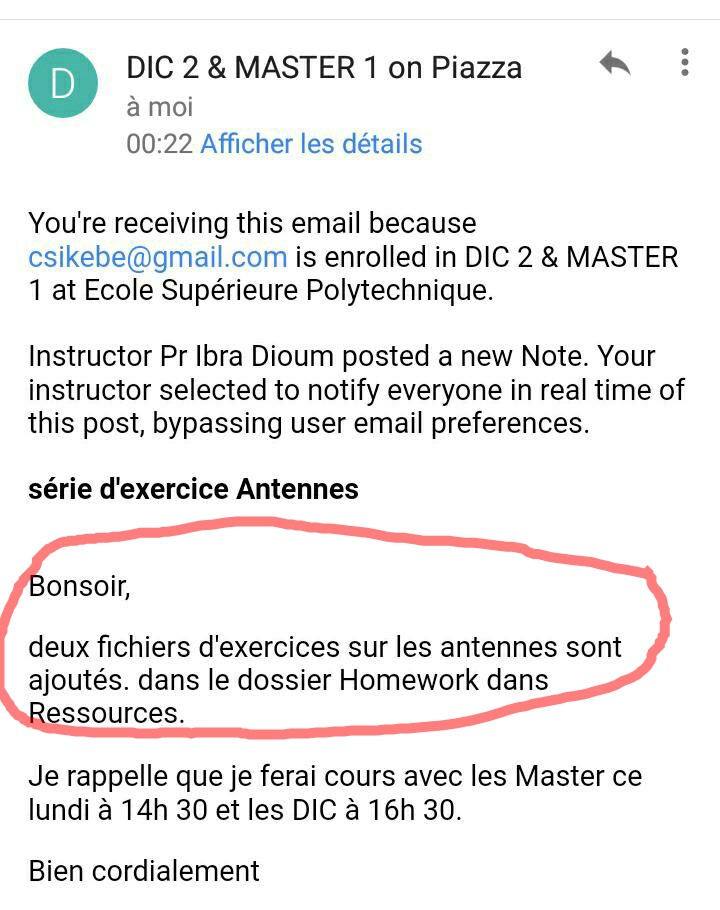 D
DIC 2 & MASTER 1 on Piazza
à moi
00:22 Afficher les détails
You're receiving this email because
csikebe@gmail.com is enrolled in DIC 2 & MASTER
1 at Ecole Supérieure Polytechnique.
Instructor Pr Ibra Dioum posted a new Note. Your
instructor selected to notify everyone in real time of
this post, bypassing user email preferences.
série d'exercice Antennes
Bonsoir,
deux fichiers d'exercices sur les antennes sont
ajoutés. dans le dossier Homework dans
Ressources.
Je rappelle que je ferai cours avec les Master ce
lundi à 14h 30 et les DIC à 16h 30.
Bien cordialement